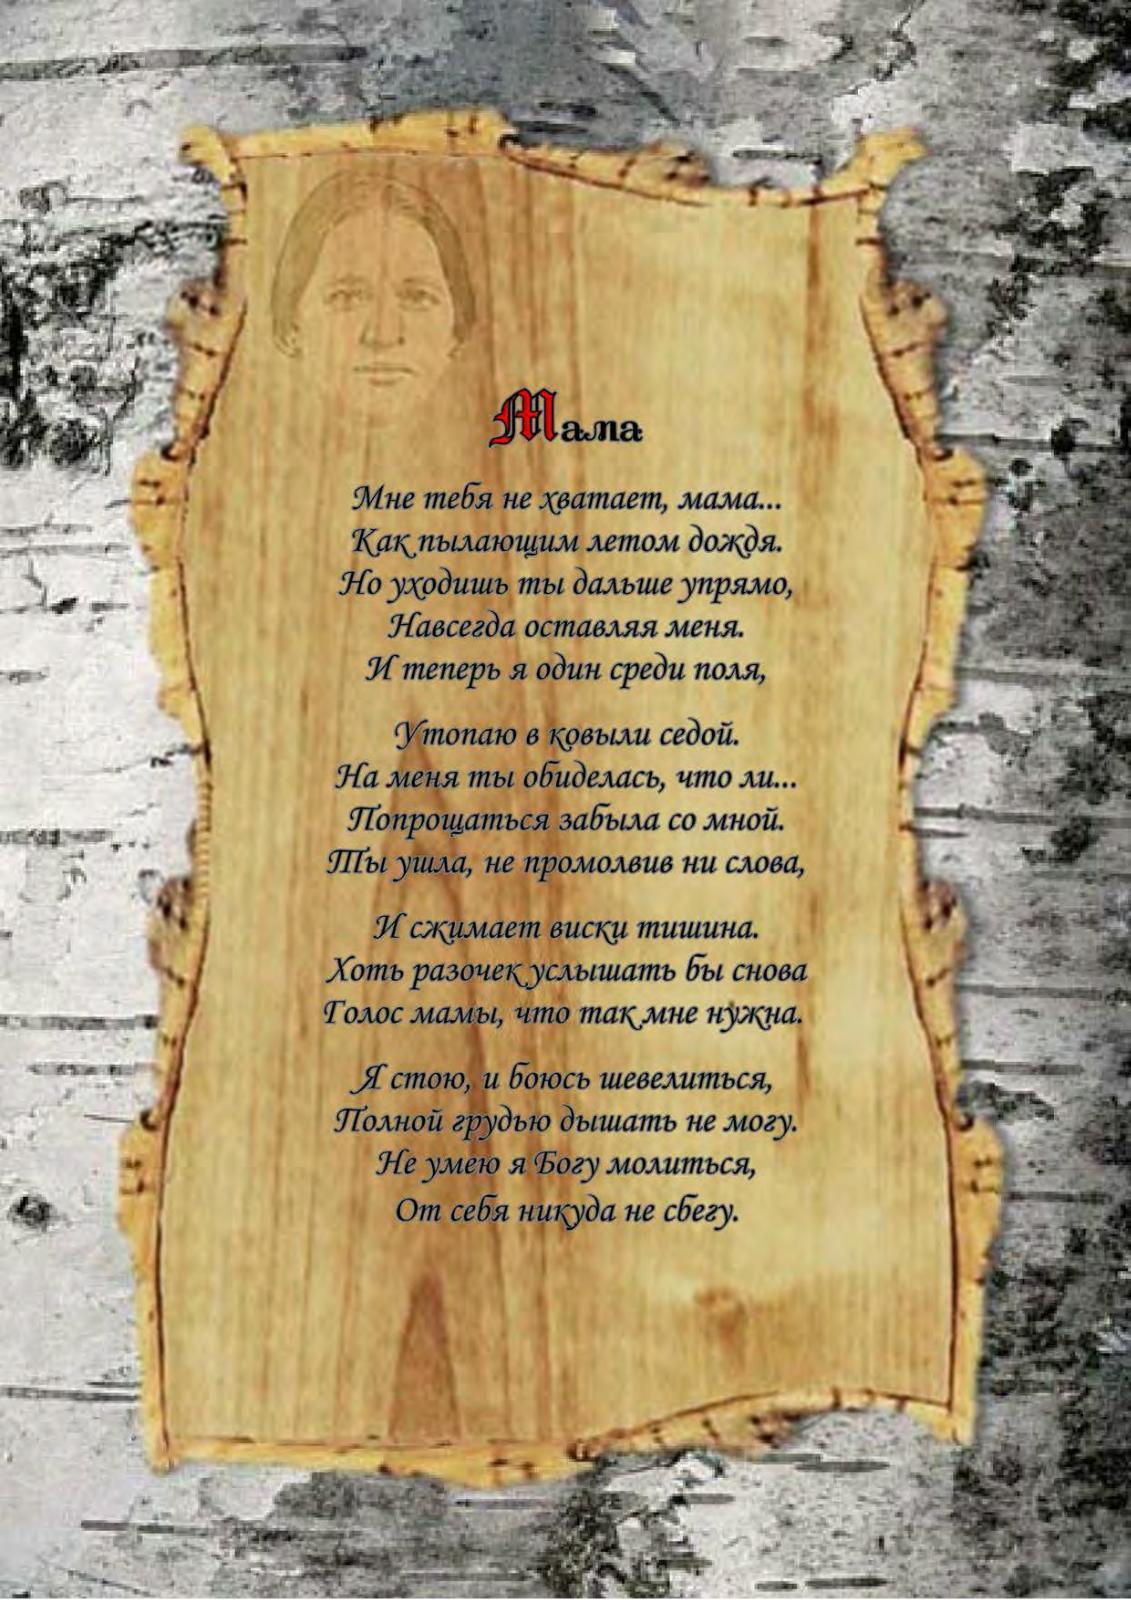 Мама
Мне тебя не хватает, мама...
Как пылающим летом дождя.
Но уходишь ты дальше упрямо,
Навсегда оставляя меня.
И теперь я один среди поля,
Утопаю в ковыли седой.
На меня ты обиделась, что ли...
Попрощаться забыла со мной.
Ты ушла, не промолвив ни слова,
И сжимает виски тишина.
Хоть разочек услышать бы снова
Голос мамы, что так мне нужна.
Я стою, и боюсь шевелиться,
Полной грудью дышать не могу.
Не умею я Богу молиться,
От себя никуда не сбегу.